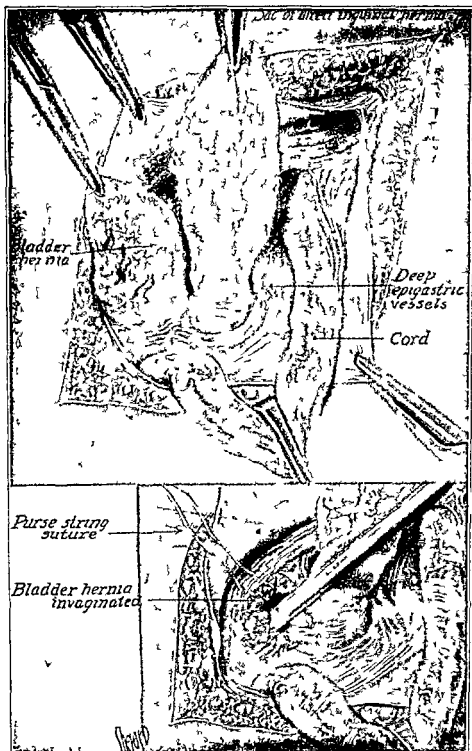 Sac of direct inguinal hernia
Bladder
hernia
Deep
epigastric
vessels
Cord
Purse string
suture
Bladder hernia
invaginated